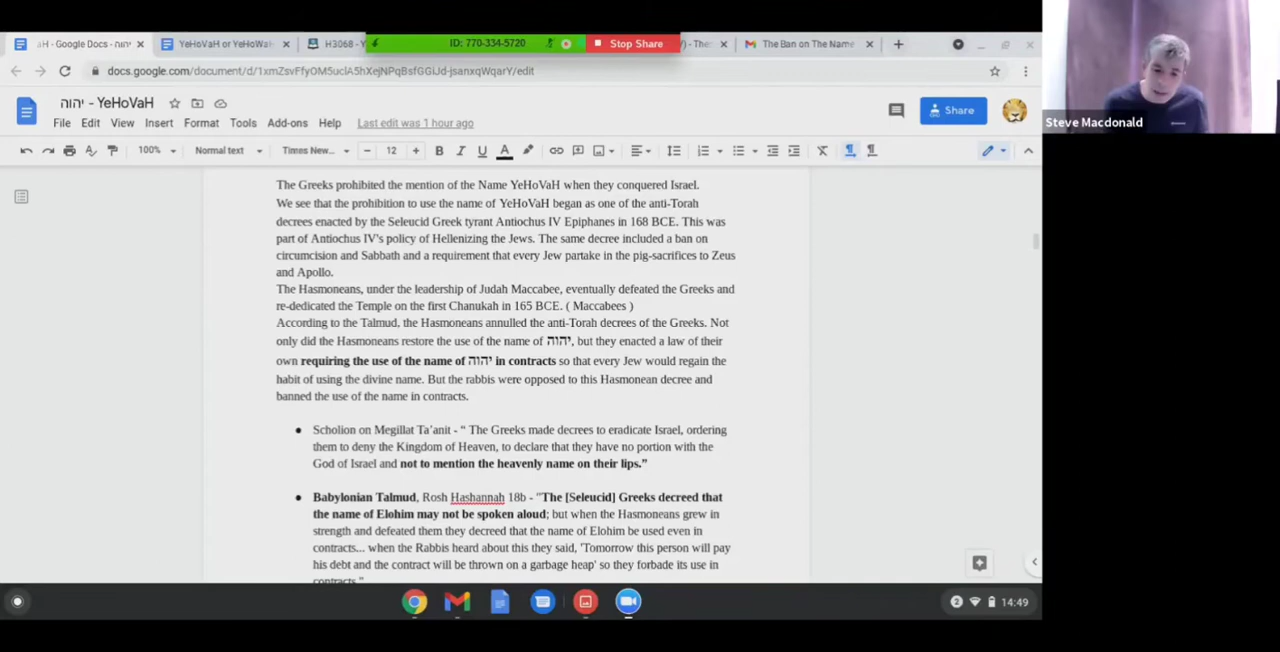 יהוה - Google Docs
YeHoVaH or YeHoWaH
H3068 - Y
ID: 770-334-5720
Stop Share
The Ban on The Name
docs.google.com/document/d/
/edit
יהוה - YeHoVaH
File Edit View Insert Format Tools Add-ons Help Last edit was 1 hour ago
Share
100% Normal text Times New... 12 B I U A
Steve Macdonald
The Greeks prohibited the mention of the Name YeHoVaH when they conquered Israel.
We see that the prohibition to use the name of YeHoVaH began as one of the anti-Torah
decrees enacted by the Seleucid Greek tyrant Antiochus IV Epiphanes in 168 BCE. This was
part of Antiochus IV's policy of Hellenizing the Jews. The same decree included a ban on
circumcision and Sabbath and a requirement that every Jew partake in the pig-sacrifices to Zeus
and Apollo.
The Hasmoneans, under the leadership of Judah Maccabee, eventually defeated the Greeks and
re-dedicated the Temple on the first Chanukah in 165 BCE. ( Maccabees )
According to the Talmud, the Hasmoneans annulled the anti-Torah decrees of the Greeks. Not
only did the Hasmoneans restore the use of the name of יהוה, but they enacted a law of their
own requiring the use of the name of יהוה in contracts so that every Jew would regain the
habit of using the divine name. But the rabbis were opposed to this Hasmonean decree and
banned the use of the name in contracts.
● Scholion on Megillat Ta'anit - " The Greeks made decrees to eradicate Israel, ordering
them to deny the Kingdom of Heaven, to declare that they have no portion with the
God of Israel and not to mention the heavenly name on their lips."
● Babylonian Talmud, Rosh Hashannah 18b - "The [Seleucid] Greeks decreed that
the name of Elohim may not be spoken aloud; but when the Hasmoneans grew in
strength and defeated them they decreed that the name of Elohim be used even in
contracts... when the Rabbis heard about this they said, 'Tomorrow this person will pay
his debt and the contract will be thrown on a garbage heap' so they forbade its use in
contracts."
2 14:49